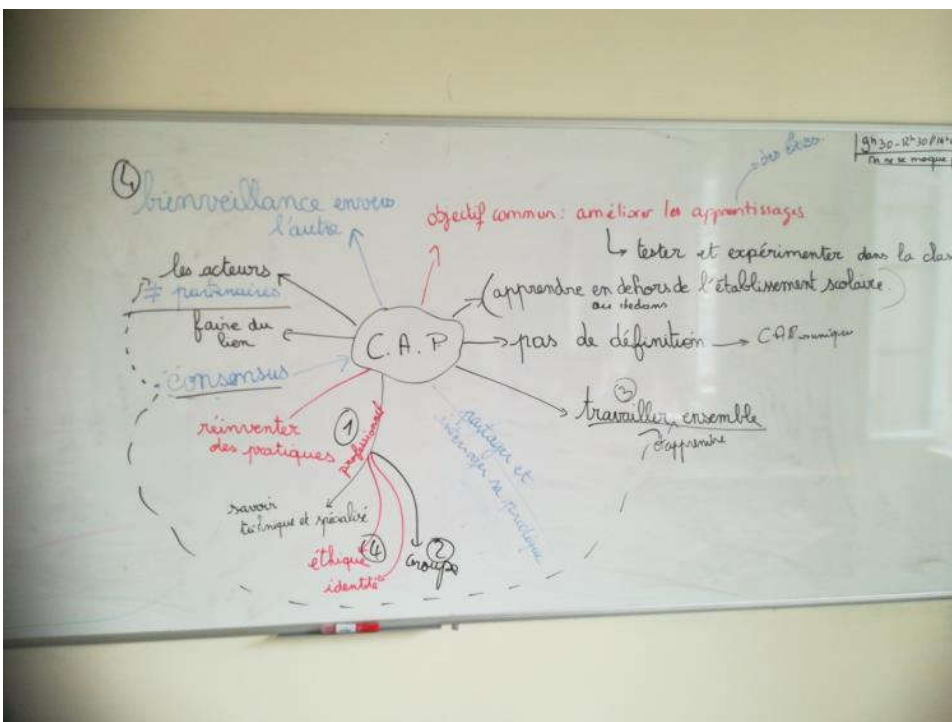 9h30-12h30/14h
On ne se moque p
④
bienveillance envers
l'autre
objectif commun : améliorer les apprentissages
↳ tester et expérimenter dans la clas
les acteurs
≠ partenaires
(apprendre en dehors de l'établissement scolaire)
au dedans
faire du
lien
C.A.P
pas de définition → CAP
consensus
③
travailler ensemble
d'apprendre
réinventer
des pratiques
①
professionnel
partager et
interroger sa pratique
savoir
technique et spécialisé
éthique ④
identité
② 
Groupe